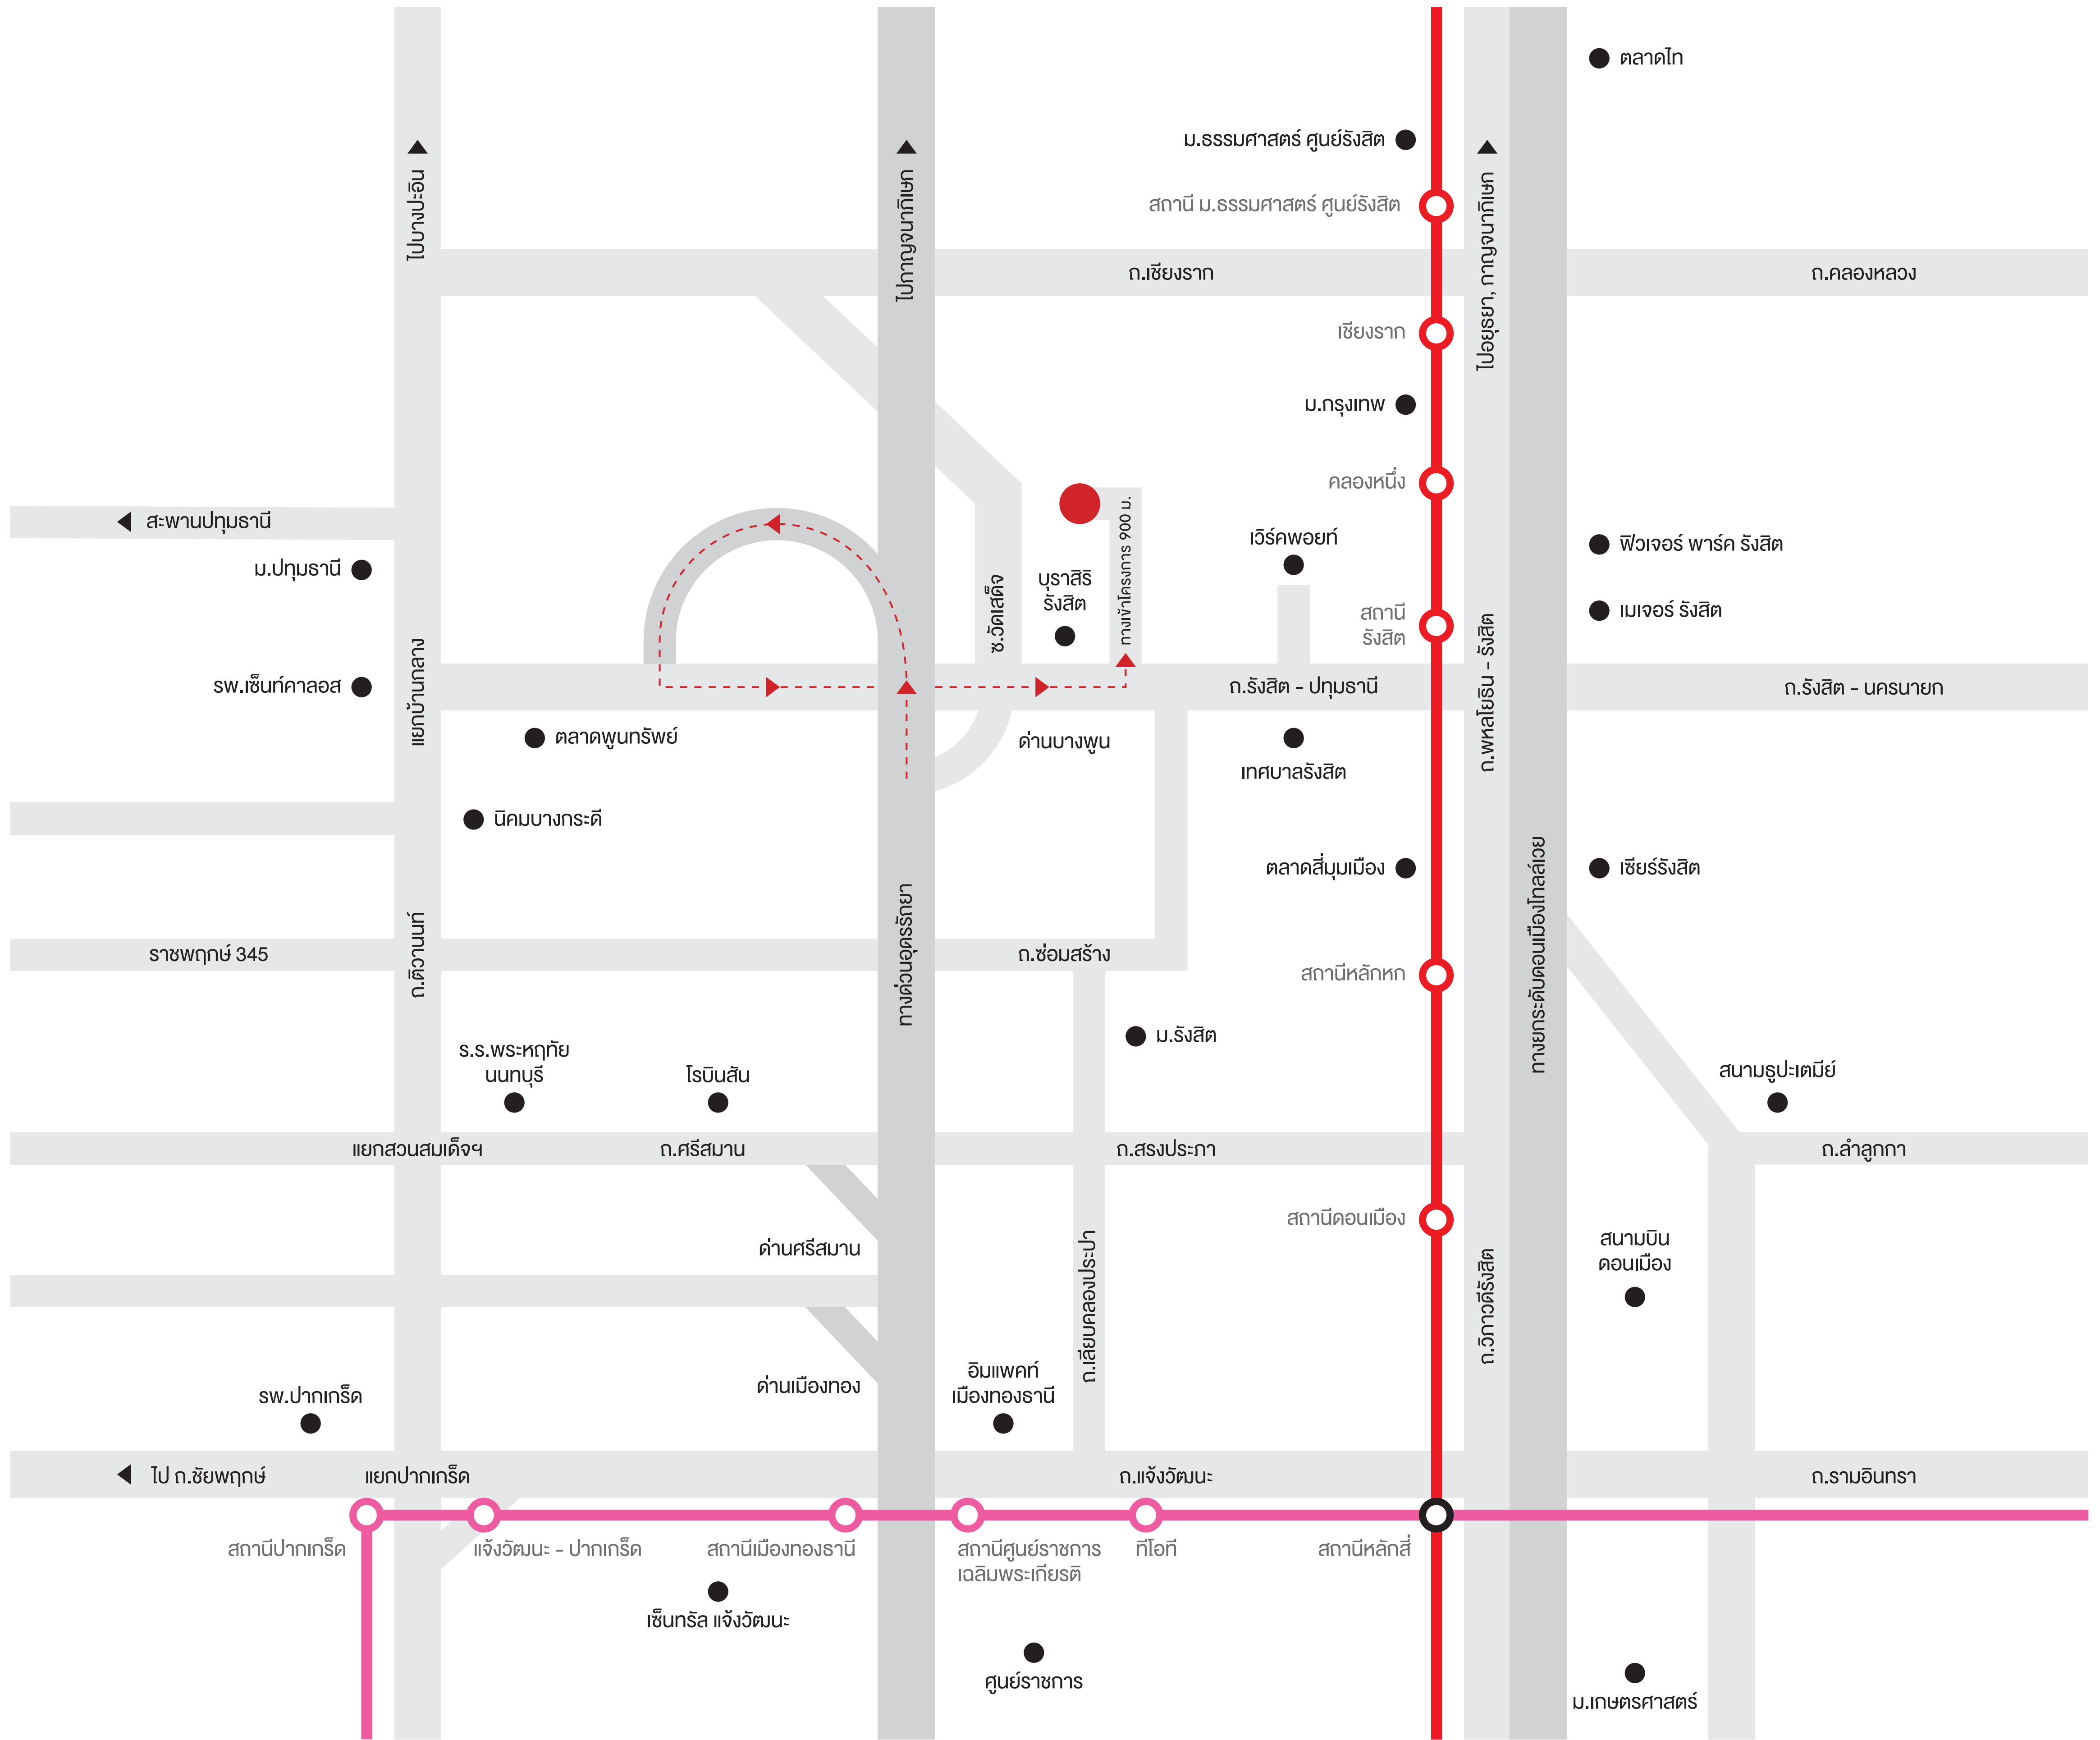 ตลาดไท
ม.ธรรมศาสตร์ ศูนย์รังสิต
สถานี ม.ธรรมศาสตร์ ศูนย์รังสิต
ไปบางปะอิน
ไปกาญจนาภิเษก
ไปอยุธยา, กาญจนาภิเษก
ถ.เชียงราก
ถ.คลองหลวง
เชียงราก
ม.กรุงเทพ
คลองหนึ่ง
สะพานปทุมธานี
ทางเข้าโครงการ 900 ม.
เวิร์คพอยท์
ฟิวเจอร์ พาร์ค รังสิต
ม.ปทุมธานี
บุราสิริ
รังสิต
ซ.วัดเสด็จ
สถานี
รังสิต
เมเจอร์ รังสิต
แยกบ้านกลาง
ถ.พหลโยธิน - รังสิต
รพ.เซ็นท์คาลอส
ถ.รังสิต - ปทุมธานี
ถ.รังสิต - นครนายก
ตลาดพูนทรัพย์
ด่านบางพูน
เทศบาลรังสิต
นิคมบางกระดี
ตลาดสี่มุมเมือง
เซียร์รังสิต
ทางยกระดับดอนเมืองโทลล์เวย์
ถ.ติวานนท์
ทางด่วนอุดรรัถยา
ราชพฤกษ์ 345
ถ.ซ่อมสร้าง
สถานีหลักหก
ม.รังสิต
ร.ร.พระหฤทัย
นนทบุรี
โรบินสัน
สนามธูปะเตมีย์
แยกสวนสมเด็จฯ
ถ.ศรีสมาน
ถ.สรงประภา
ถ.ลำลูกกา
สถานีดอนเมือง
ด่านศรีสมาน
สนามบิน
ดอนเมือง
ถ.เลียบคลองประปา
ถ.วิภาวดีรังสิต
ด่านเมืองทอง
อิมแพคท์
เมืองทองธานี
รพ.ปากเกร็ด
ไป ถ.ชัยพฤกษ์
แยกปากเกร็ด
ถ.แจ้งวัฒนะ
ถ.รามอินทรา
สถานีปากเกร็ด
แจ้งวัฒนะ - ปากเกร็ด
สถานีเมืองทองธานี
สถานีศูนย์ราชการ
เฉลิมพระเกียรติ
ทีโอที
สถานีหลักสี่
เซ็นทรัล แจ้งวัฒนะ
ศูนย์ราชการ
ม.เกษตรศาสตร์